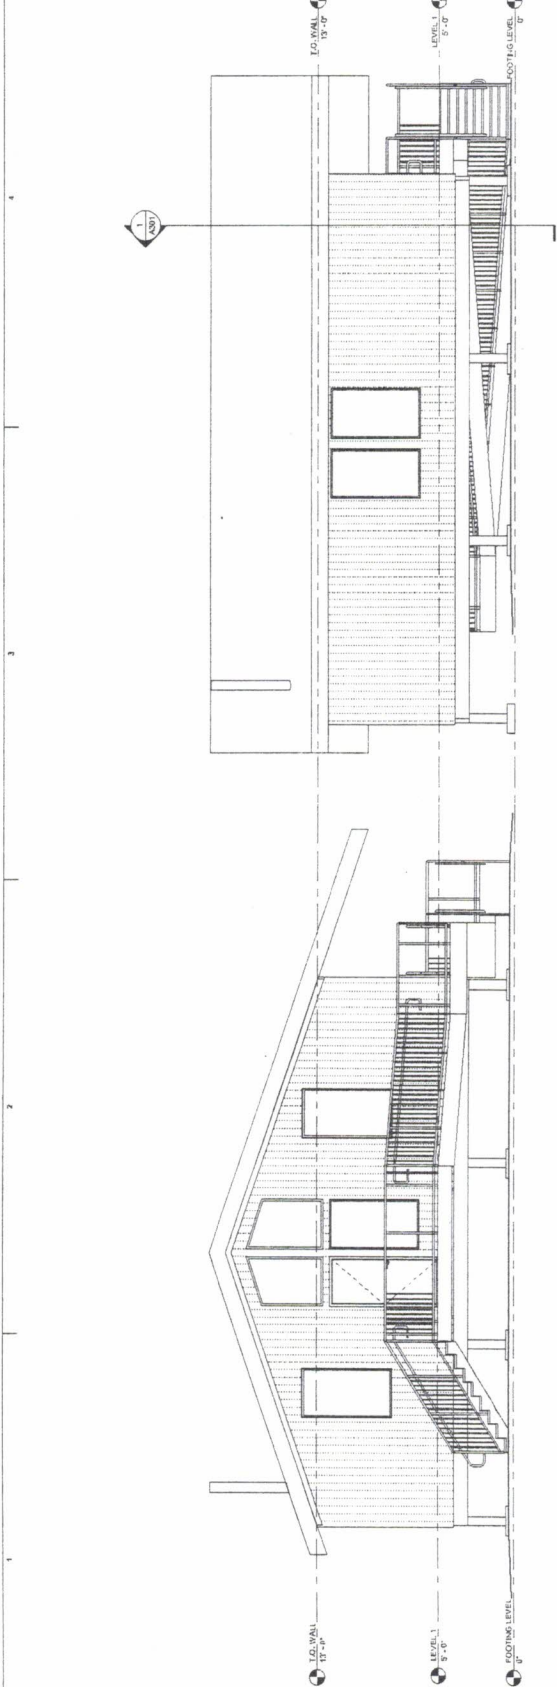 1
2
3
4
T.O. WALL
13' - 0"
LEVEL 1
5' - 0"
FOOTING LEVEL
0"
1
A301
T.O. WALL
13' - 0"
LEVEL 1
5' - 0"
FOOTING LEVEL
0"